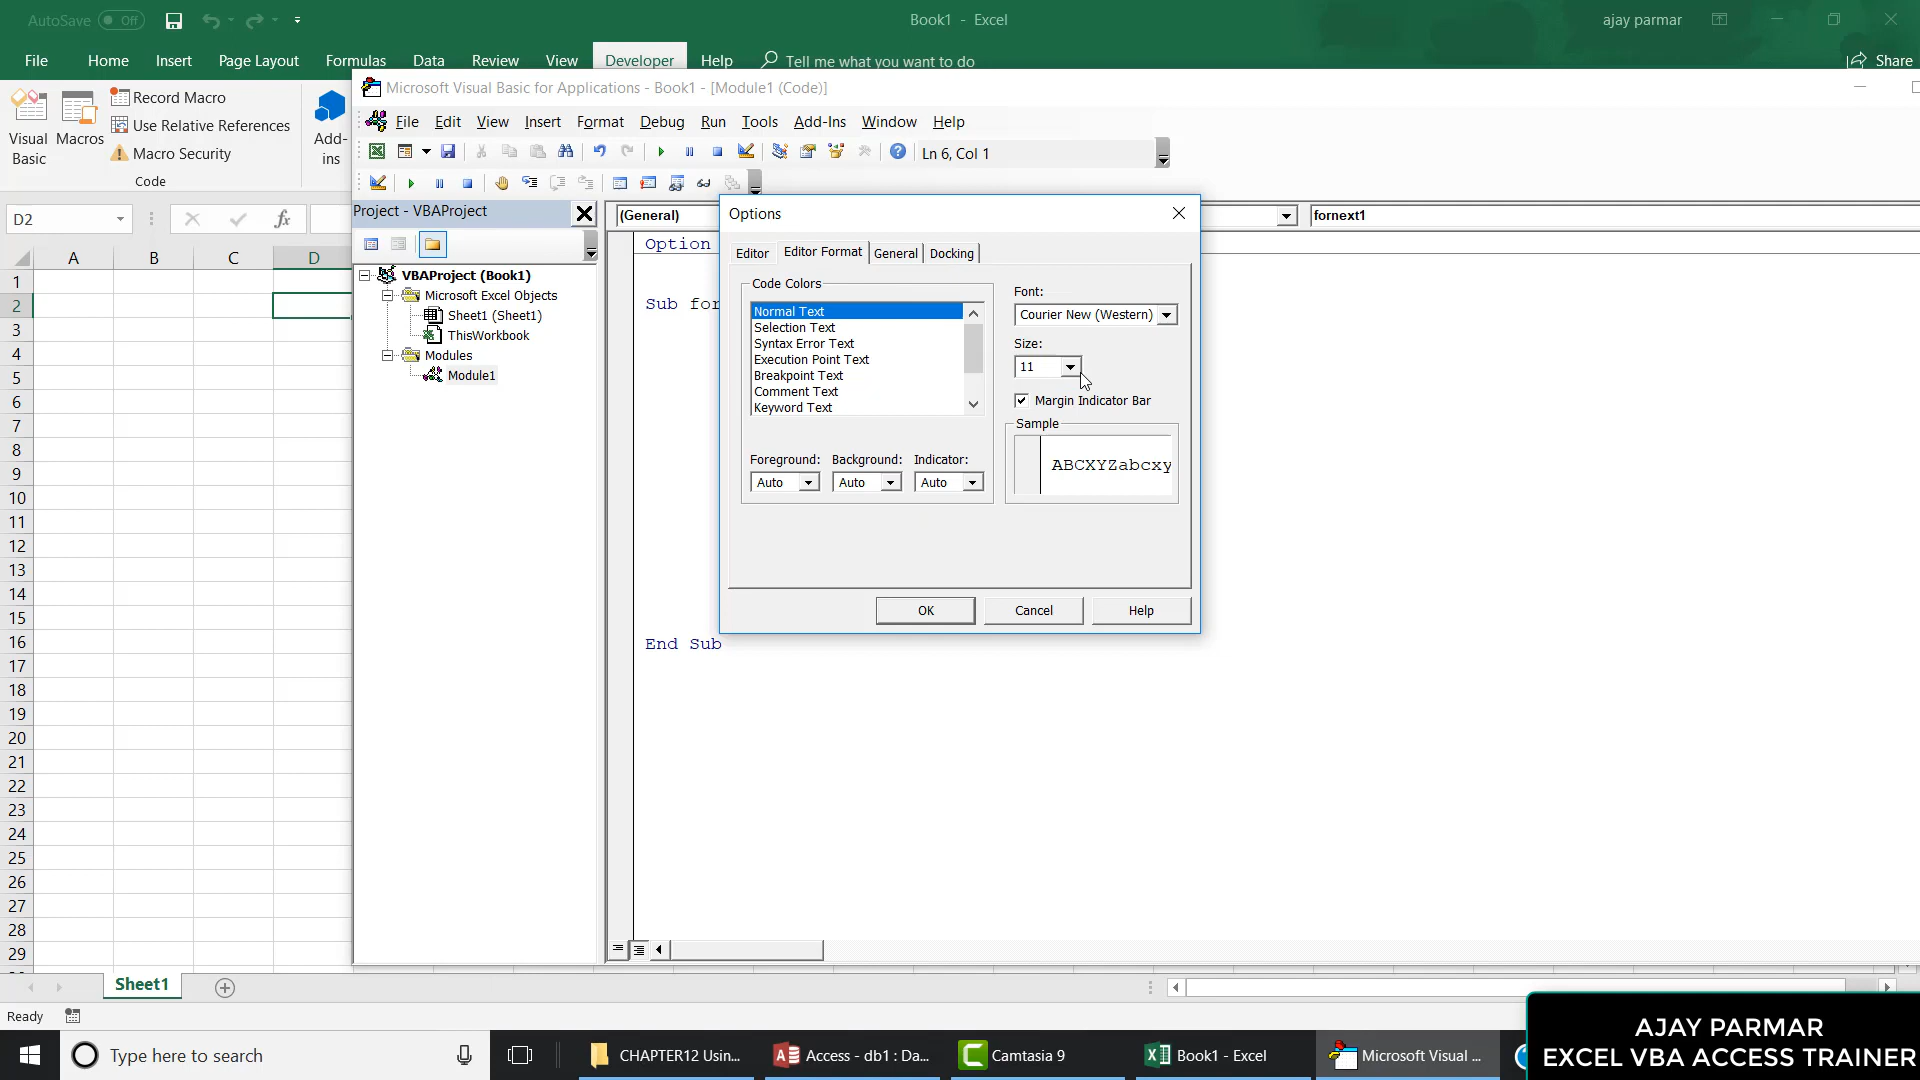 AutoSave Off
Book1 - Excel
ajay parmar
File Home Insert Page Layout Formulas Data Review View Developer Help Tell me what you want to do Share
Visual Basic
Macros
Record Macro
Use Relative References
Macro Security
Code
Add-ins
Microsoft Visual Basic for Applications - Book1 - [Module1 (Code)]
File Edit View Insert Format Debug Run Tools Add-Ins Window Help
Ln 6, Col 1
D2
fx
A B C D
1
2
3
4
5
6
7
8
9
10
11
12
13
14
15
16
17
18
19
20
21
22
23
24
25
26
27
28
29
Project - VBAProject
VBAProject (Book1)
Microsoft Excel Objects
Sheet1 (Sheet1)
ThisWorkbook
Modules
Module1
(General)
fornext1
Option
Sub for
End Sub
Options
Editor Editor Format General Docking
Code Colors
Normal Text
Selection Text
Syntax Error Text
Execution Point Text
Breakpoint Text
Comment Text
Keyword Text
Foreground: Background: Indicator:
Auto Auto Auto
Font:
Courier New (Western)
Size:
11
Margin Indicator Bar
Sample
ABCXYZabcxy
OK Cancel Help
Sheet1
Ready
Type here to search
CHAPTER12 Usin...
Access - db1 : Da...
Camtasia 9
Book1 - Excel
Microsoft Visual ...
AJAY PARMAR
EXCEL VBA ACCESS TRAINER